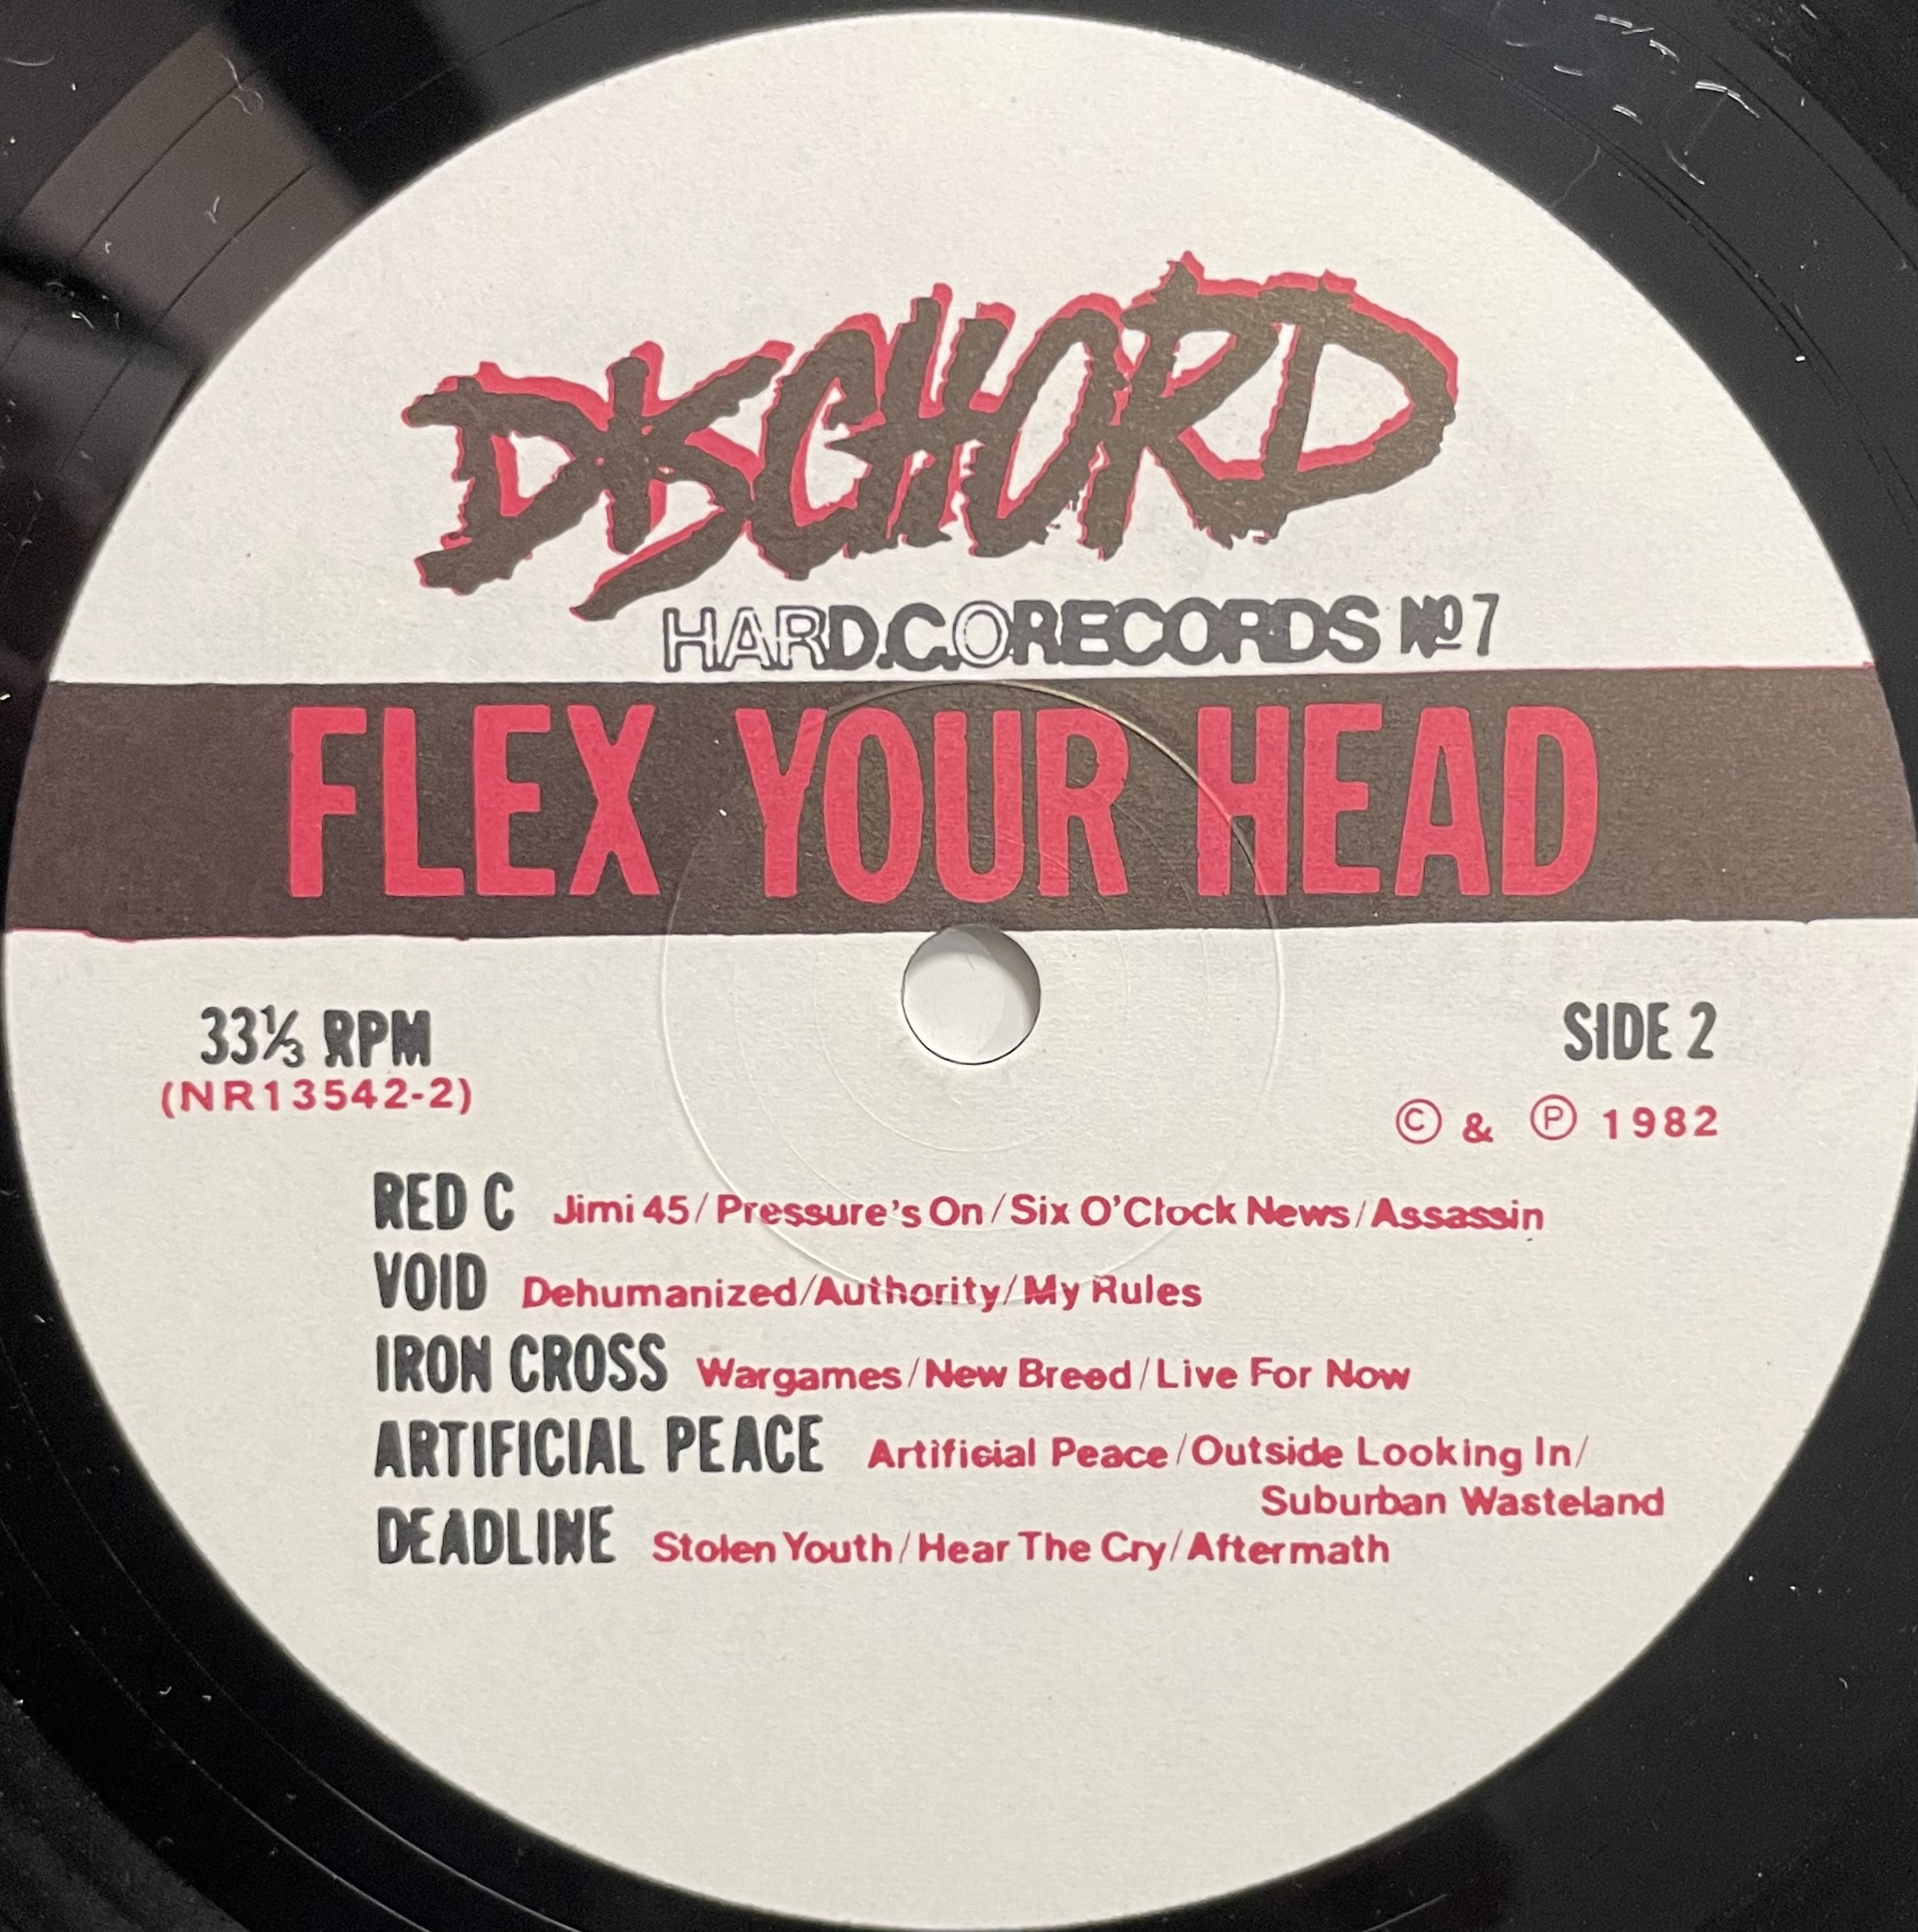 DISCHORD
HARD.C.O.RECORDS Nº7
FLEX YOUR HEAD
33⅓ RPM
SIDE 2
(NR13542-2)
© & ℗ 1982
RED C Jimi 45/Pressure's On/Six O'Clock News/Assassin
VOID Dehumanized/Authority/My Rules
IRON CROSS Wargames/New Breed/Live For Now
ARTIFICIAL PEACE Artificial Peace/Outside Looking In/
Suburban Wasteland
DEADLINE Stolen Youth/Hear The Cry/Aftermath